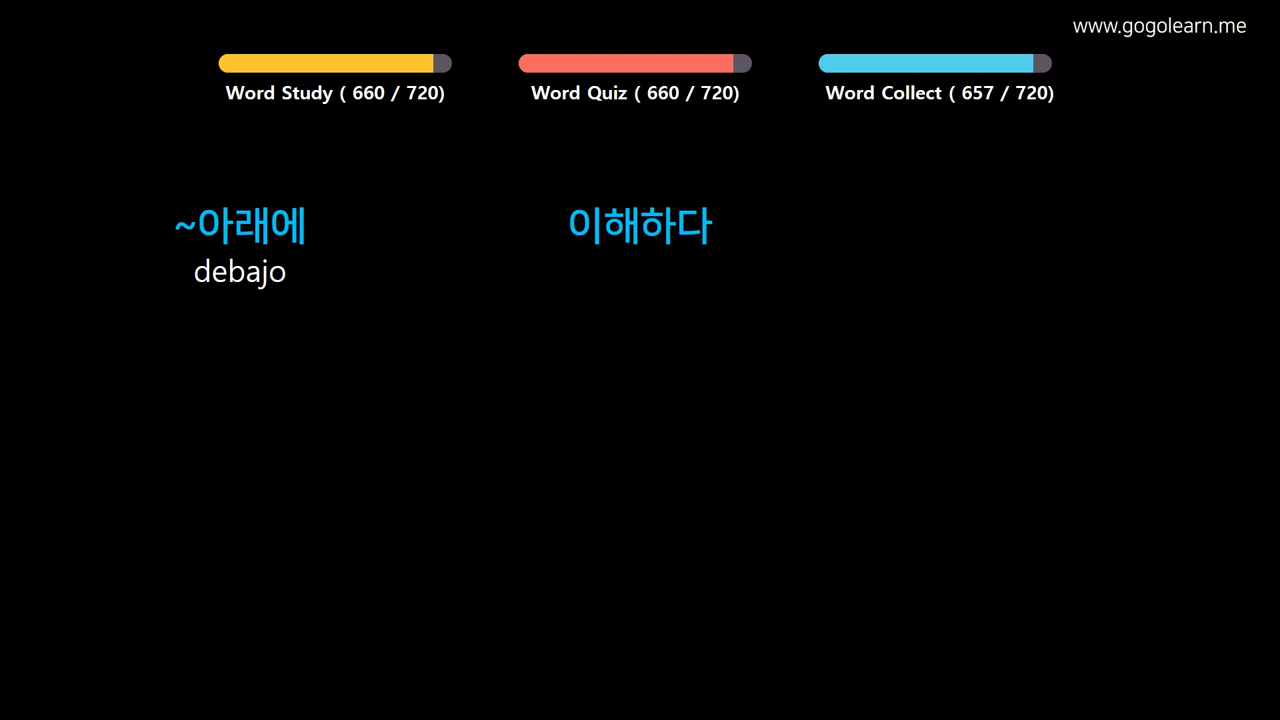 www.gogolearn.me
Word Study ( 660 / 720)
Word Quiz ( 660 / 720)
Word Collect ( 657 / 720)
~아래에
이해하다
debajo